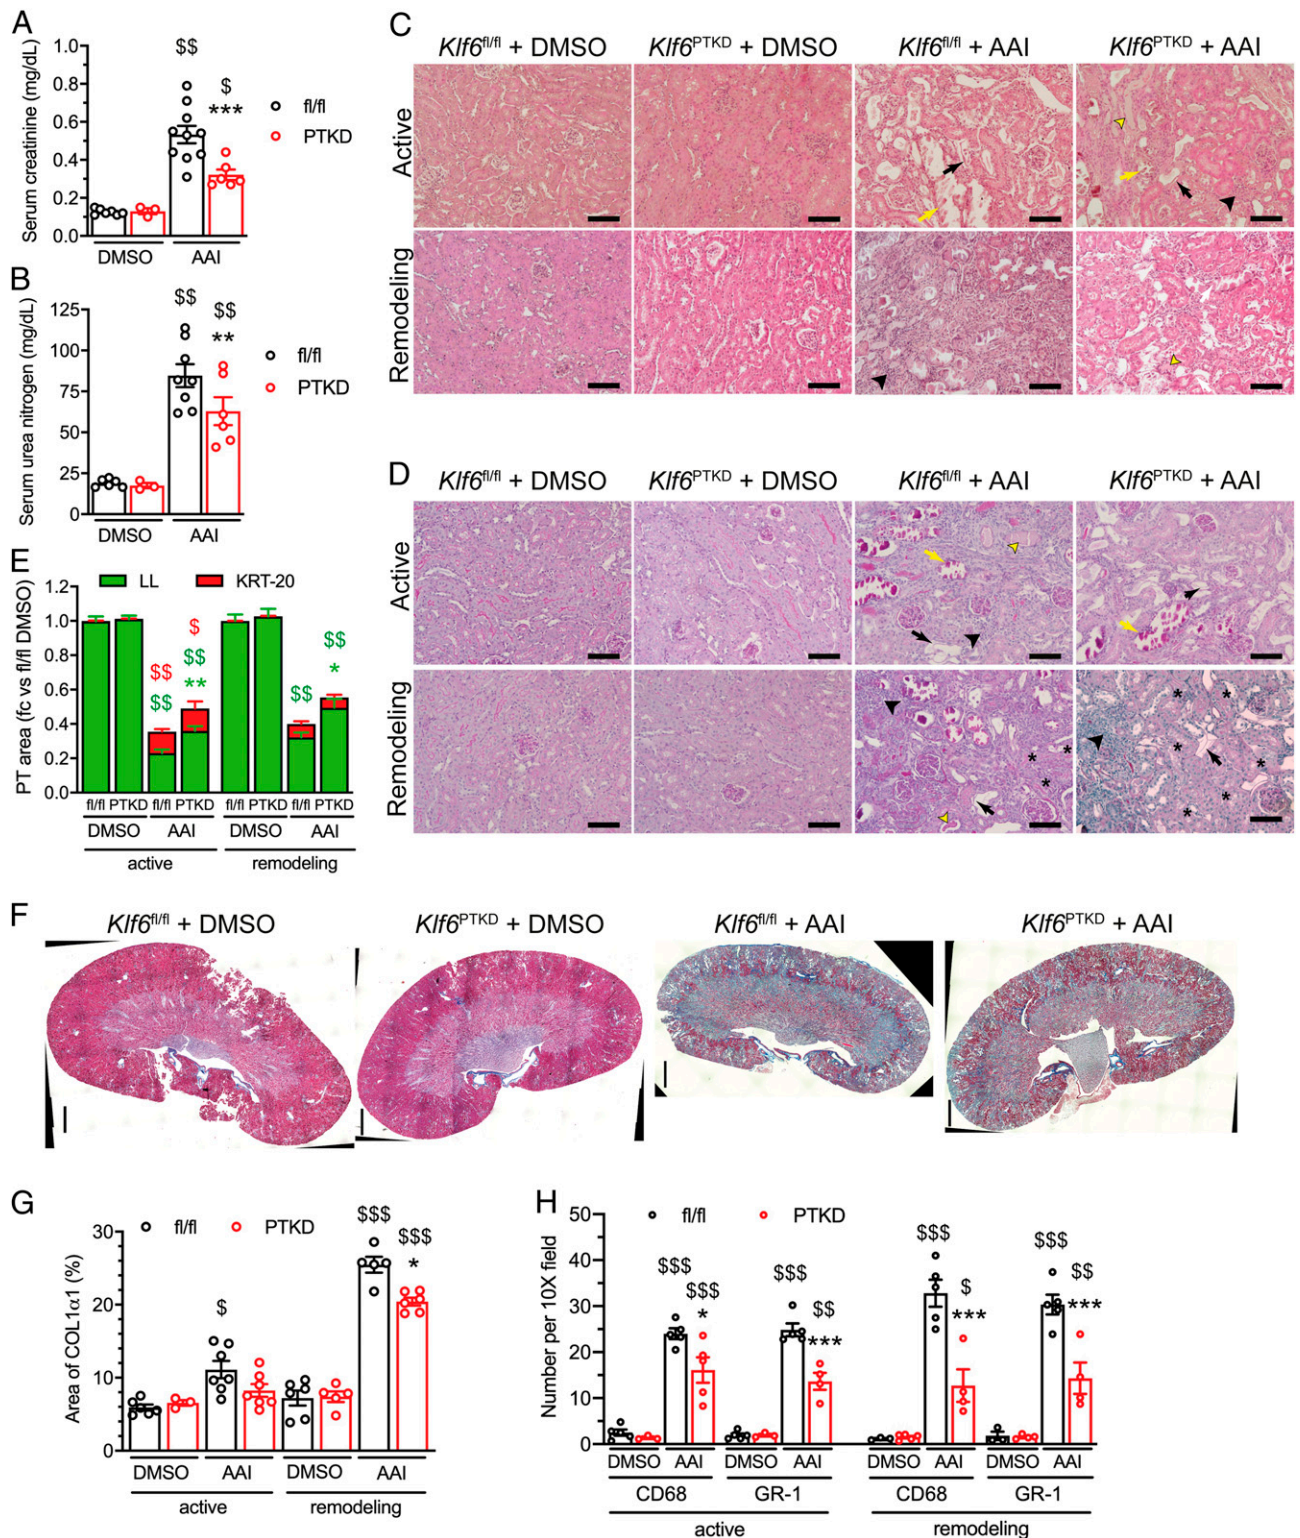 A
Serum creatinine (mg/dL)
1.0
0.8
0.6
0.4
0.2
0.0
$$
$
***
fl/fl
PTKD
DMSO
AAI
B
Serum urea nitrogen (mg/dL)
125
100
75
50
25
0
$$
$$
**
fl/fl
PTKD
DMSO
AAI
C
Klf6fl/fl + DMSO
Klf6PTKD + DMSO
Klf6fl/fl + AAI
Klf6PTKD + AAI
Active
Remodeling
D
Klf6fl/fl + DMSO
Klf6PTKD + DMSO
Klf6fl/fl + AAI
Klf6PTKD + AAI
Active
Remodeling
* * *
* * * * * *
E
PT area (fc vs fl/fl DMSO)
1.2
1.0
0.8
0.6
0.4
0.2
0.0
LL
KRT-20
$$
$$
$
$$
**
$$
$$
*
fl/fl PTKD fl/fl PTKD fl/fl PTKD fl/fl PTKD
DMSO AAI DMSO AAI
active remodeling
F
Klf6fl/fl + DMSO
Klf6PTKD + DMSO
Klf6fl/fl + AAI
Klf6PTKD + AAI
G
Area of COL1α1 (%)
30
20
10
0
fl/fl
PTKD
$
$$$
$$$
*
DMSO AAI DMSO AAI
active remodeling
H
Number per 10X field
50
40
30
20
10
0
fl/fl
PTKD
$$$
$$$
*
$$$
$$
***
$$$
$
***
$$$
$$
***
DMSO AAI DMSO AAI DMSO AAI DMSO AAI
CD68 GR-1 CD68 GR-1
active remodeling